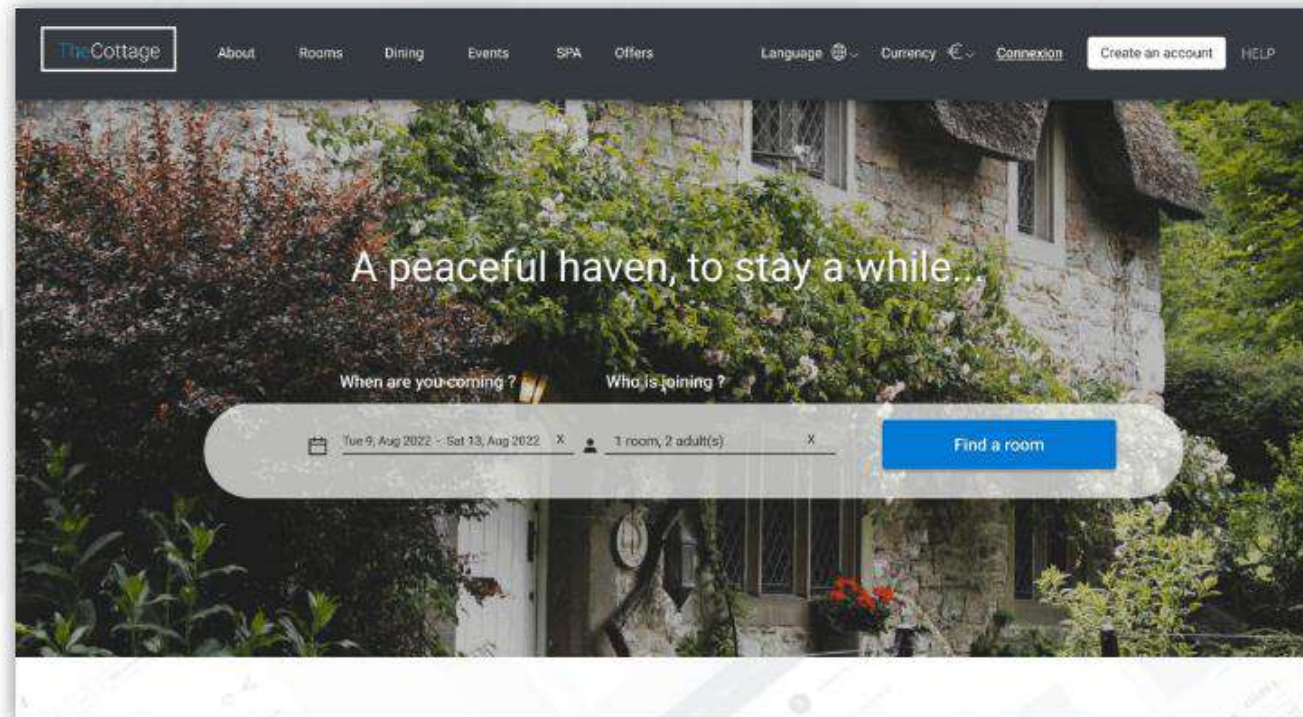 TheCottage About Rooms Dining Events SPA Offers Language Currency € Connexion Create an account HELP
A peaceful haven, to stay a while...
When are you coming ? Who is joining ?
Tue 9, Aug 2022 - Sat 13, Aug 2022 X 1 room, 2 adult(s) X Find a room